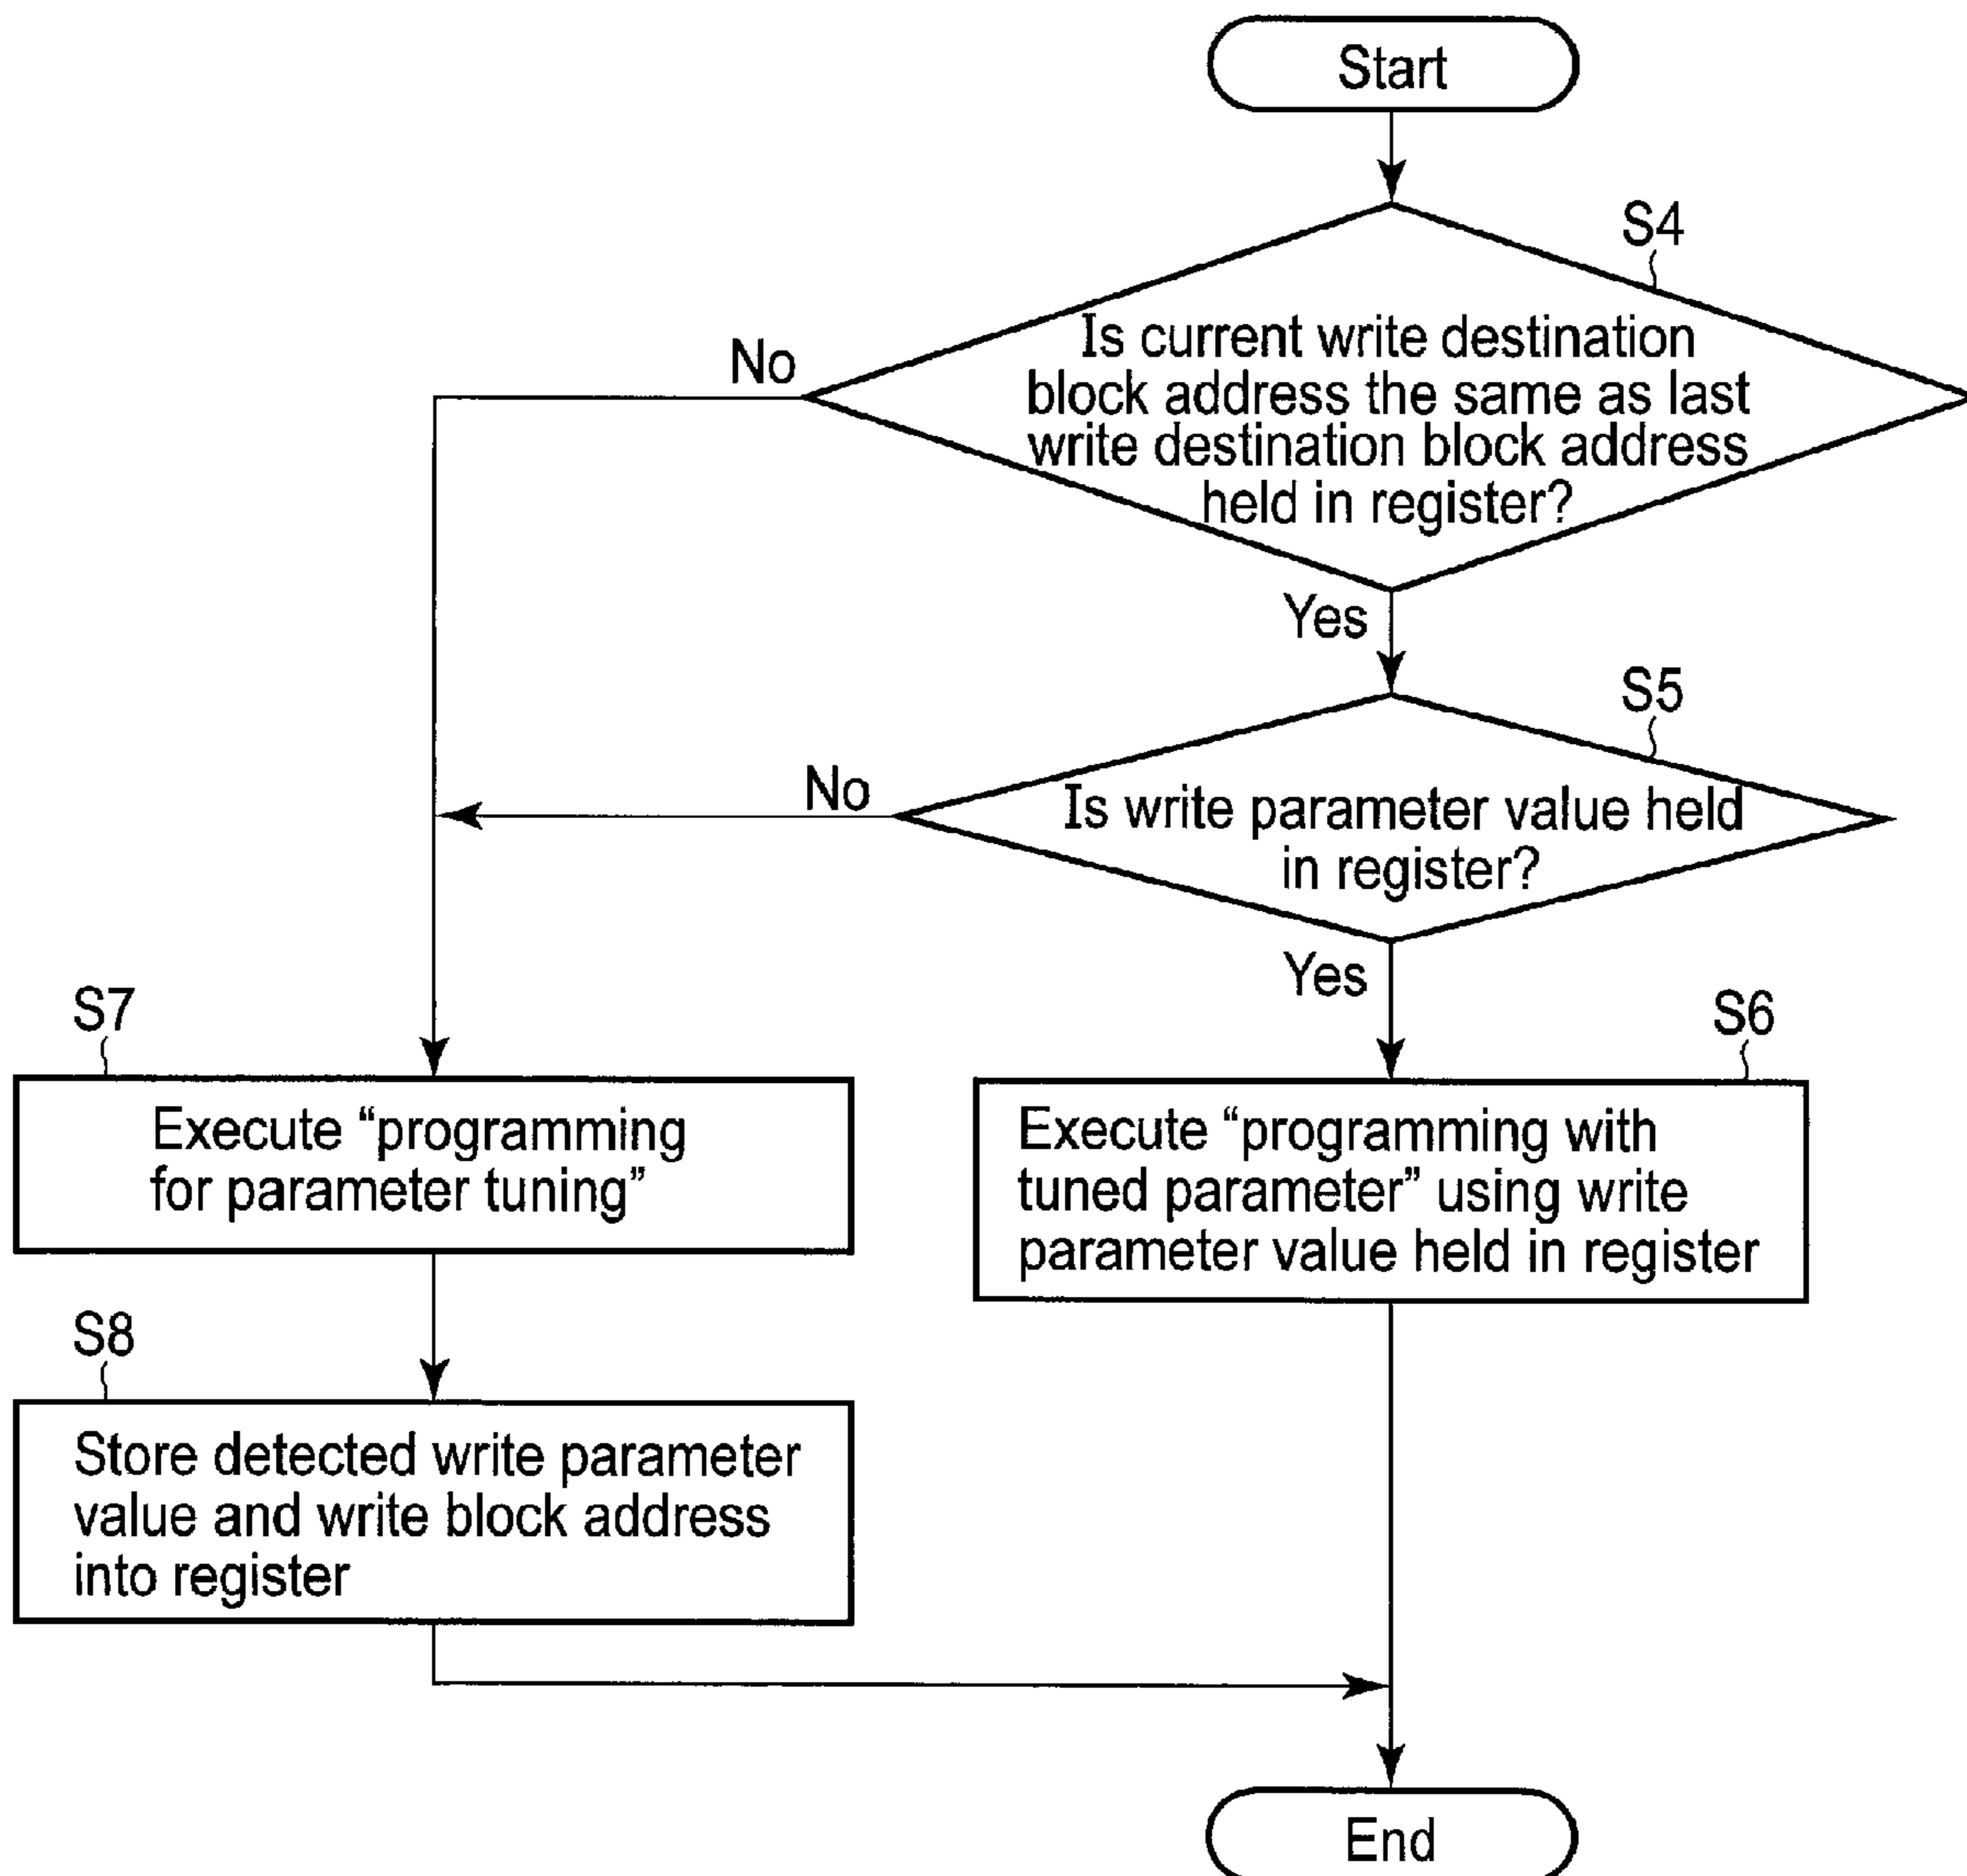 Start
S4
Is current write destination
block address the same as last
write destination block address
held in register?
No
Yes
S5
Is write parameter value held
in register?
No
Yes
S7
Execute “programming
for parameter tuning”
S6
Execute “programming with
tuned parameter” using write
parameter value held in register
S8
Store detected write parameter
value and write block address
into register
End